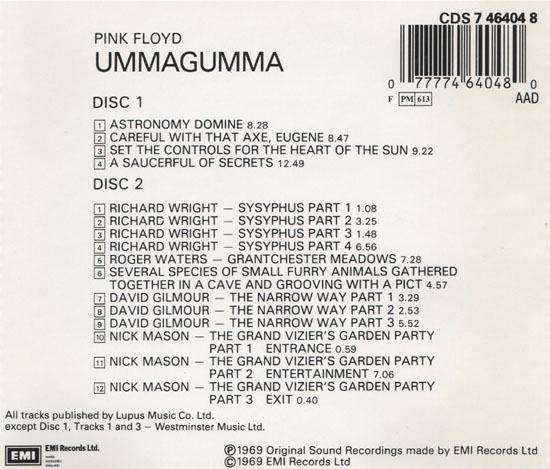 CDS 7 46404 8
PINK FLOYD
UMMAGUMMA
0 77774 64048 0
F PM 613 AAD
DISC 1
1 ASTRONOMY DOMINE 8.28
2 CAREFUL WITH THAT AXE, EUGENE 8.47
3 SET THE CONTROLS FOR THE HEART OF THE SUN 9.22
4 A SAUCERFUL OF SECRETS 12.49
DISC 2
1 RICHARD WRIGHT – SYSYPHUS PART 1 1.08
2 RICHARD WRIGHT – SYSYPHUS PART 2 3.25
3 RICHARD WRIGHT – SYSYPHUS PART 3 1.48
4 RICHARD WRIGHT – SYSYPHUS PART 4 6.56
5 ROGER WATERS – GRANTCHESTER MEADOWS 7.28
6 SEVERAL SPECIES OF SMALL FURRY ANIMALS GATHERED
TOGETHER IN A CAVE AND GROOVING WITH A PICT 4.57
7 DAVID GILMOUR – THE NARROW WAY PART 1 3.29
8 DAVID GILMOUR – THE NARROW WAY PART 2 2.53
9 DAVID GILMOUR – THE NARROW WAY PART 3 5.52
10 NICK MASON – THE GRAND VIZIER'S GARDEN PARTY
PART 1 ENTRANCE 0.59
11 NICK MASON – THE GRAND VIZIER'S GARDEN PARTY
PART 2 ENTERTAINMENT 7.06
12 NICK MASON – THE GRAND VIZIER'S GARDEN PARTY
PART 3 EXIT 0.40
All tracks published by Lupus Music Co. Ltd.
except Disc 1, Tracks 1 and 3 – Westminster Music Ltd.
EMI EMI Records Ltd.
℗1969 Original Sound Recordings made by EMI Records Ltd
©1969 EMI Records Ltd.